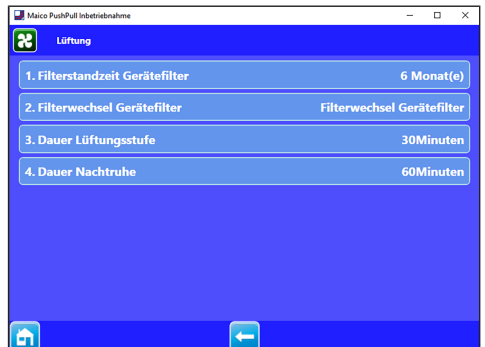 Maico PushPull Inbetriebnahme
Lüftung
1. Filterstandzeit Gerätefilter 6 Monat(e)
2. Filterwechsel Gerätefilter Filterwechsel Gerätefilter
3. Dauer Lüftungsstufe 30Minuten
4. Dauer Nachtruhe 60Minuten